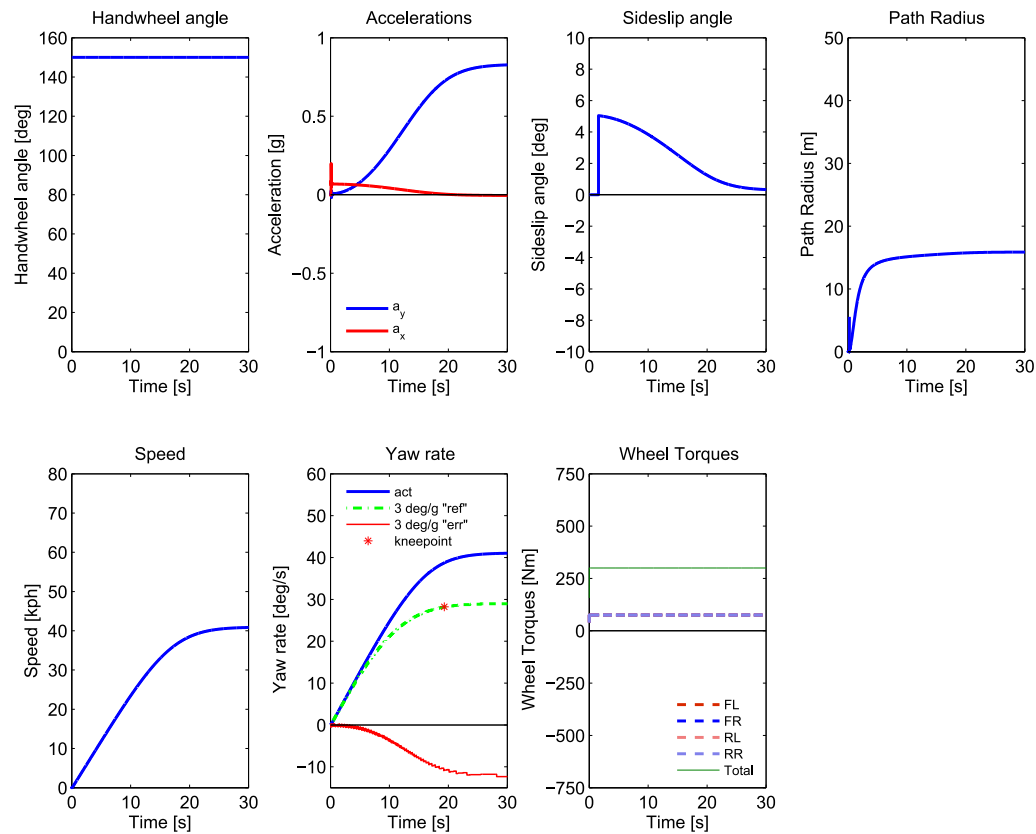 Handwheel angle
Handwheel angle [deg]
160
140
120
100
80
60
40
20
0
0 10 20 30
Time [s]
Accelerations
Acceleration [g]
1
0.5
0
−0.5
−1
a_y
a_x
0 10 20 30
Time [s]
Sideslip angle
Sideslip angle [deg]
10
8
6
4
2
0
−2
−4
−6
−8
−10
0 10 20 30
Time [s]
Path Radius
Path Radius [m]
50
40
30
20
10
0
0 10 20 30
Time [s]
Speed
Speed [kph]
80
70
60
50
40
30
20
10
0
0 10 20 30
Time [s]
Yaw rate
Yaw rate [deg/s]
60
50
40
30
20
10
0
−10
act
3 deg/g "ref"
3 deg/g "err"
kneepoint
0 10 20 30
Time [s]
Wheel Torques
Wheel Torques [Nm]
750
500
250
0
−250
−500
−750
FL
FR
RL
RR
Total
0 10 20 30
Time [s]